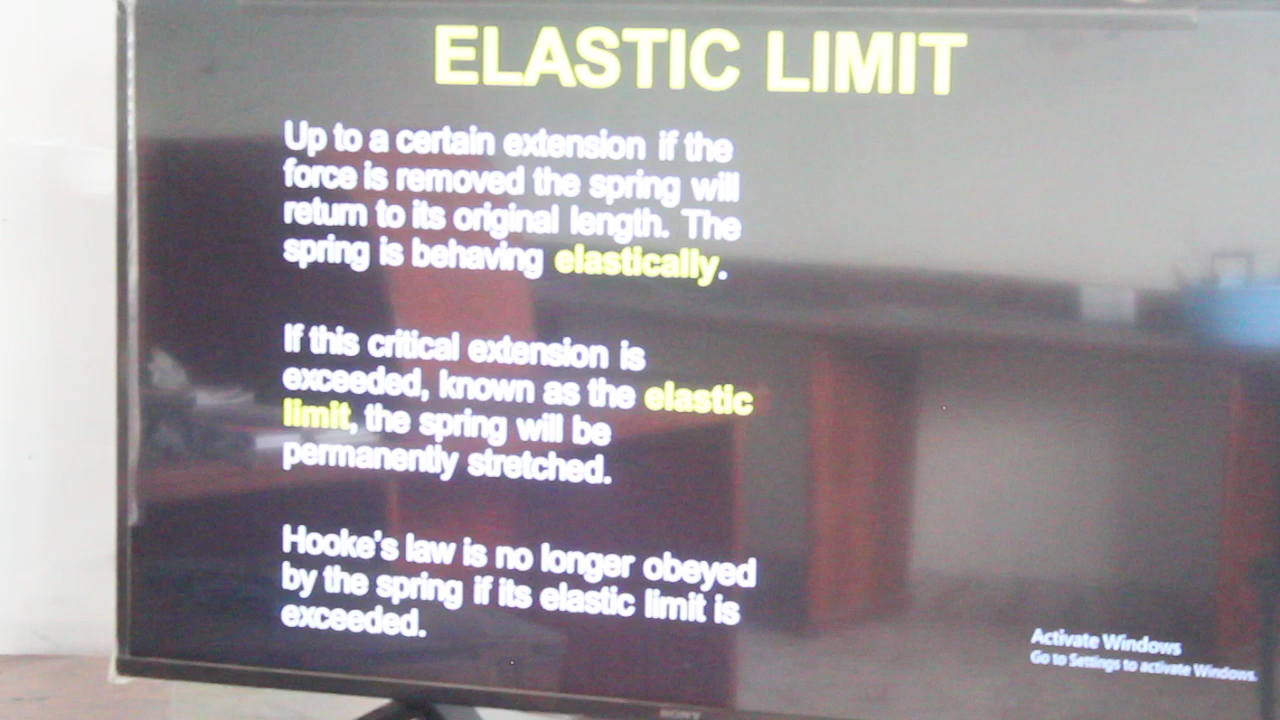 ELASTIC LIMIT
Up to a certain extension if the
force is removed the spring will
return to its original length. The
spring is behaving elastically.
If this critical extension is
exceeded, known as the elastic
limit, the spring will be
permanently stretched.
Hooke's law is no longer obeyed
by the spring if its elastic limit is
exceeded.
Activate Windows
Go to Settings to activate Windows.
SONY